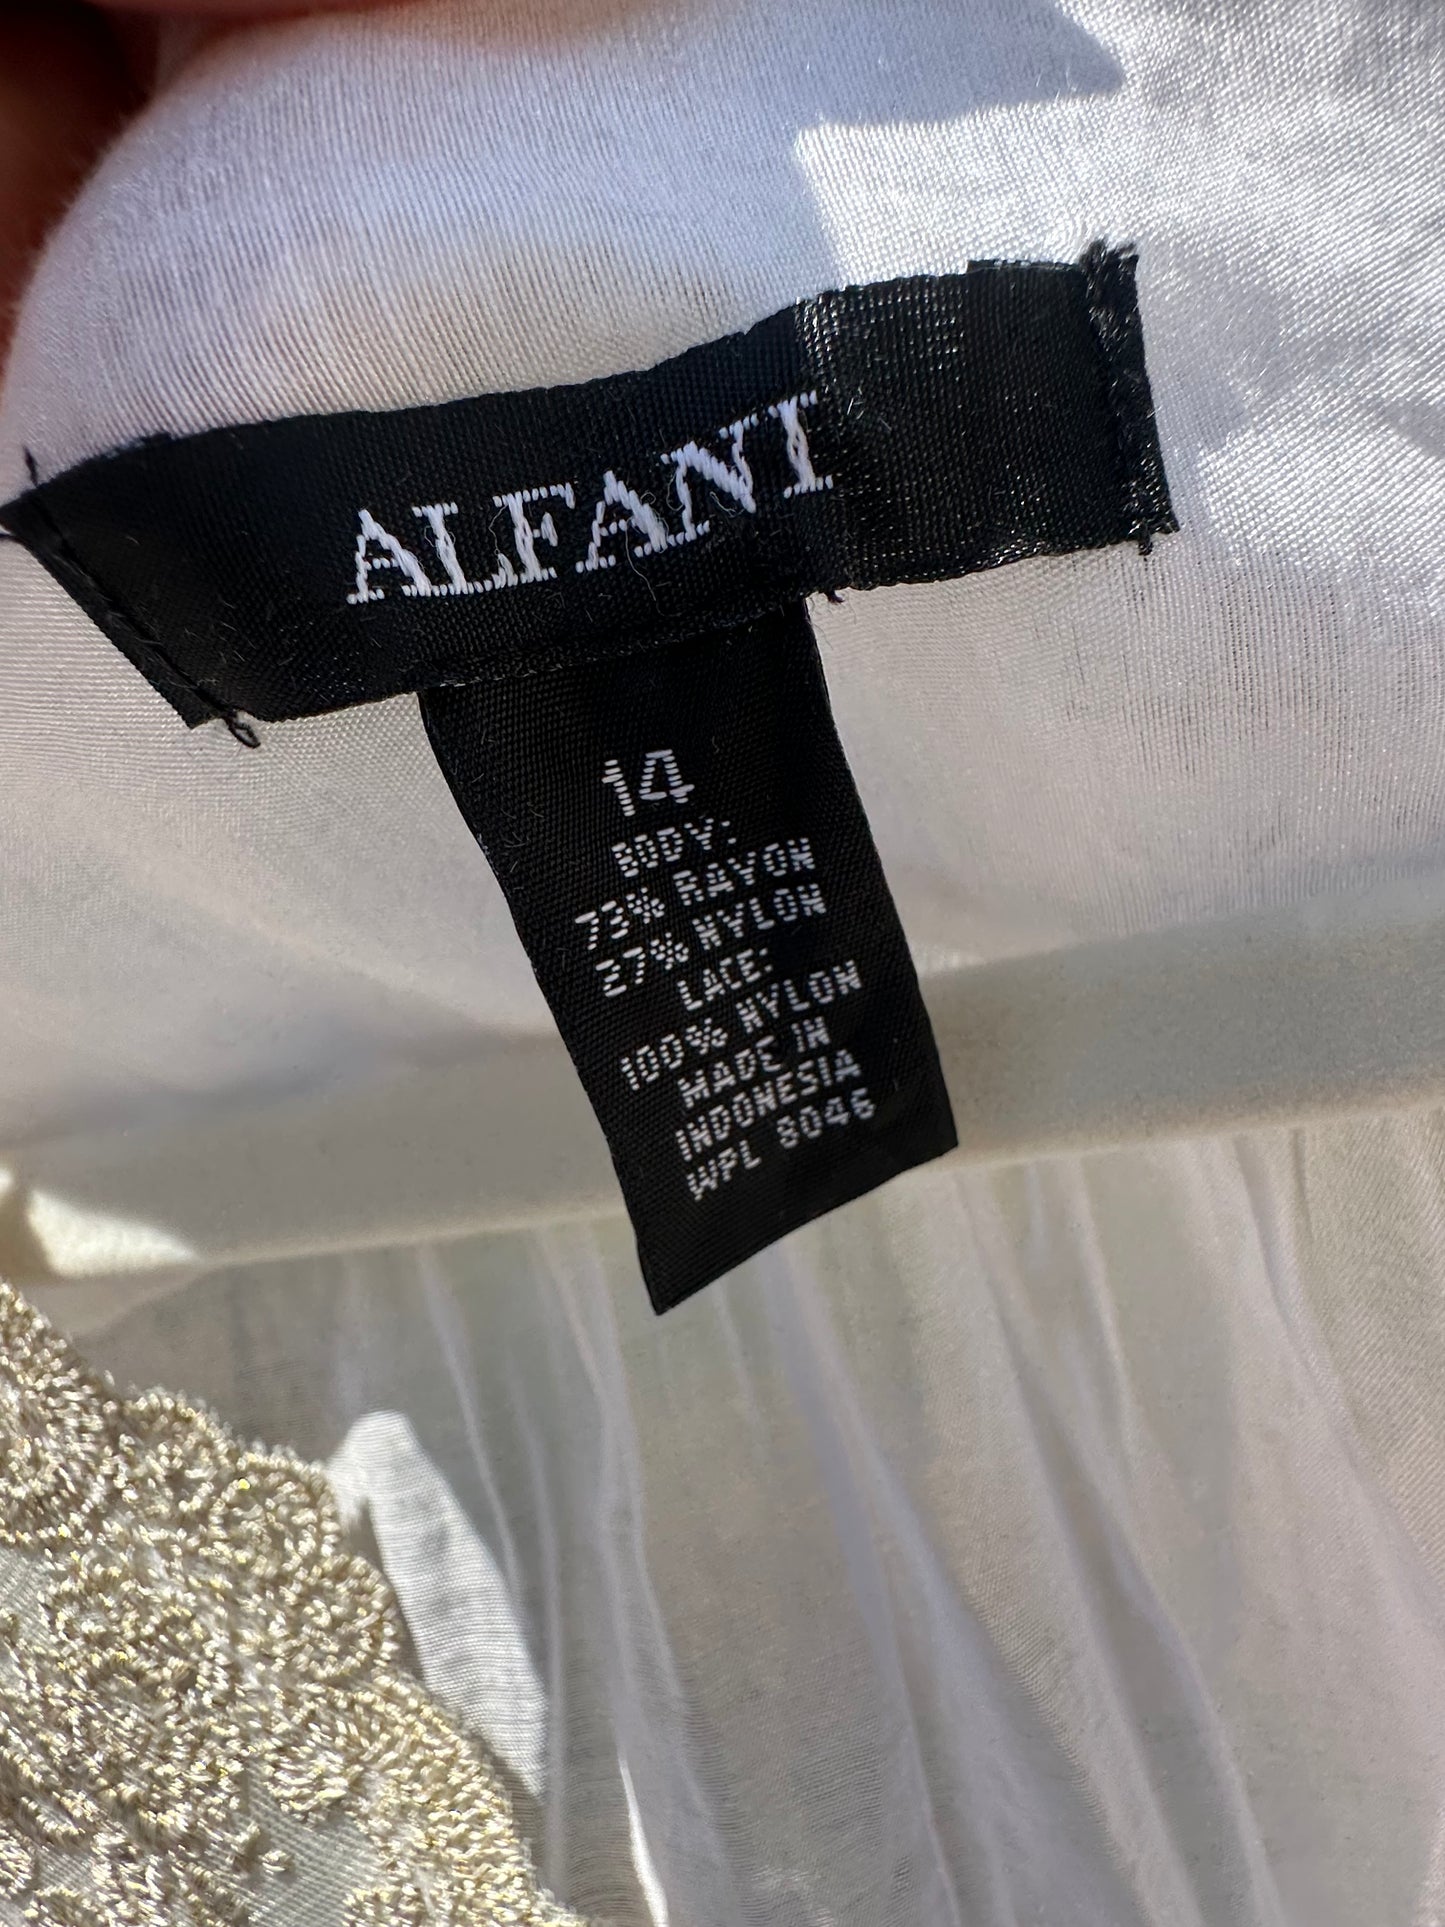 ALFANI
14
BODY:
73% RAYON
27% NYLON
LACE:
100% NYLON
MADE IN
INDONESIA
WPL 8046